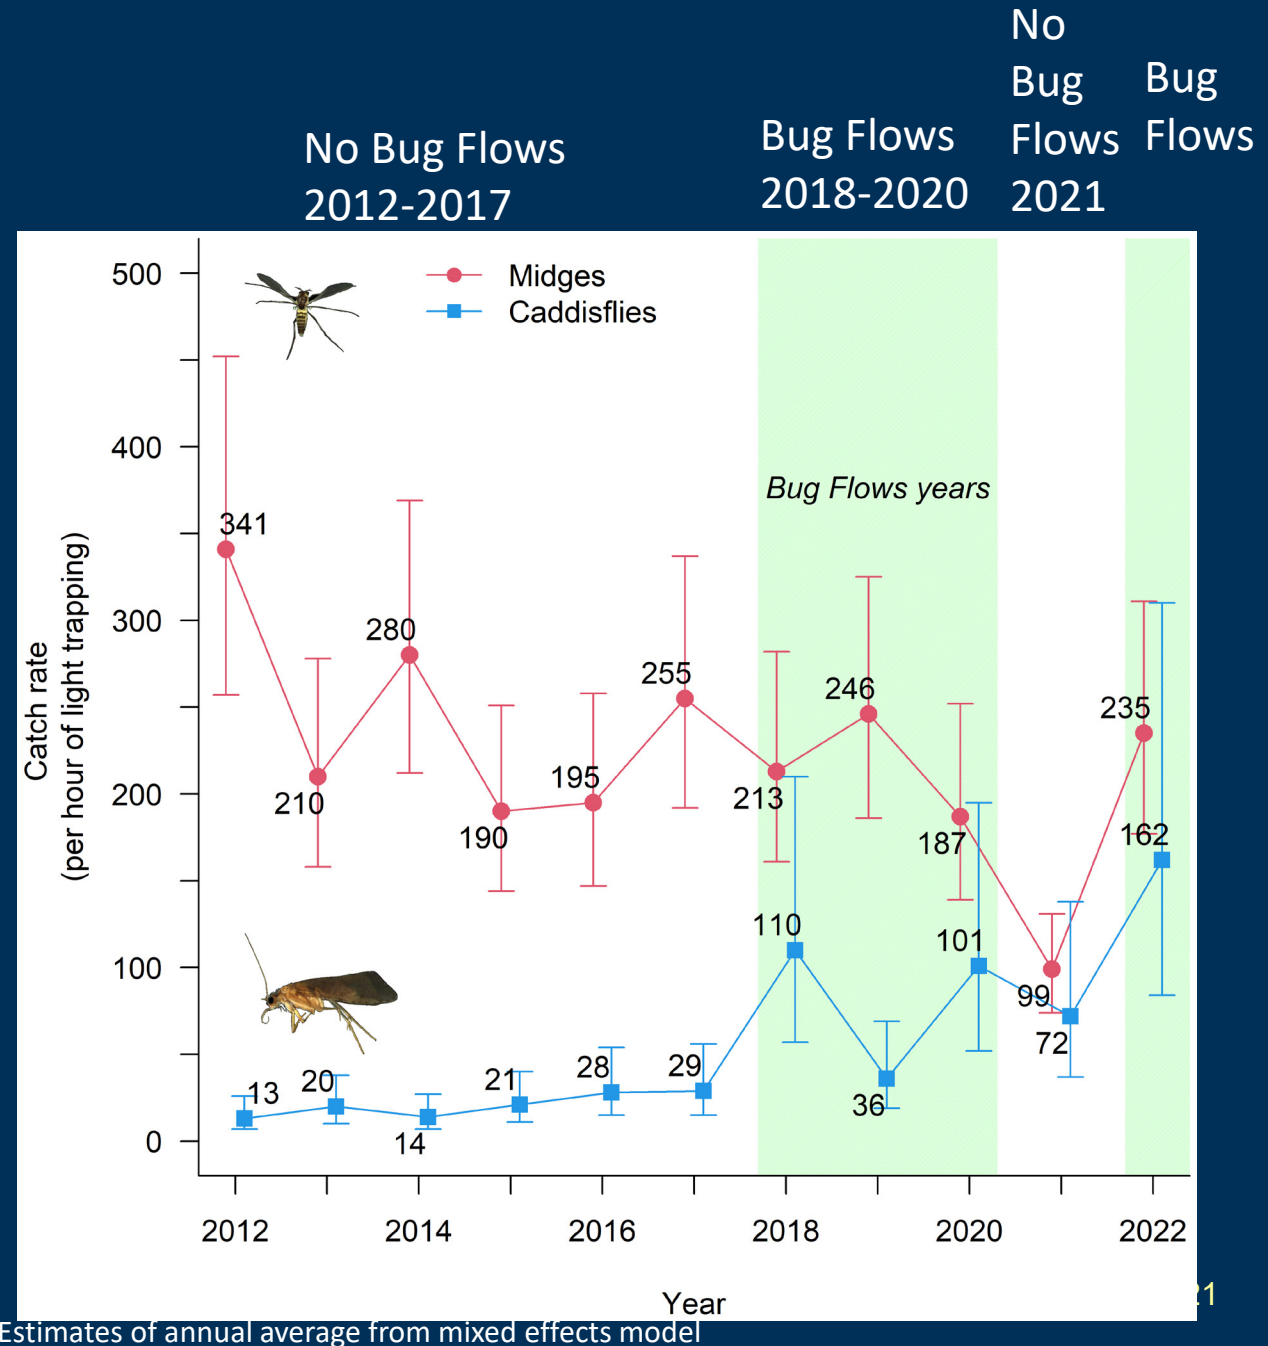 No Bug Flows
2012-2017
Bug Flows
2018-2020
No
Bug
Flows
2021
Bug
Flows
Midges
Caddisflies
Bug Flows years
Catch rate
(per hour of light trapping)
500
400
300
200
100
0
341
210
280
190
195
255
213
246
187
99
235
13
20
14
21
28
29
110
36
101
72
162
2012
2014
2016
2018
2020
2022
Year
21
Estimates of annual average from mixed effects model